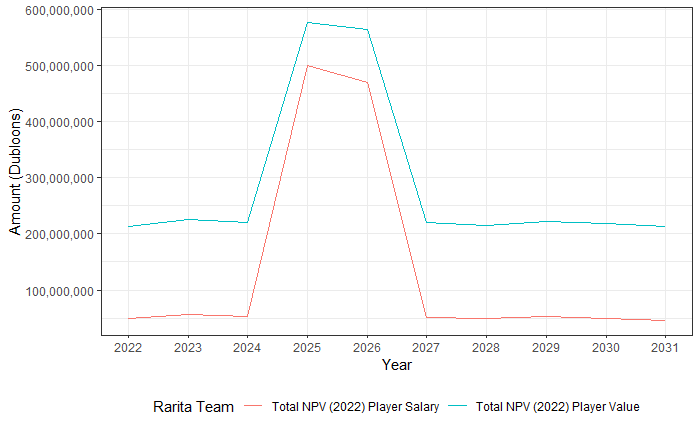 600,000,000
500,000,000
400,000,000
300,000,000
200,000,000
100,000,000
Amount (Dubloons)
2022 2023 2024 2025 2026 2027 2028 2029 2030 2031
Year
Rarita Team Total NPV (2022) Player Salary Total NPV (2022) Player Value